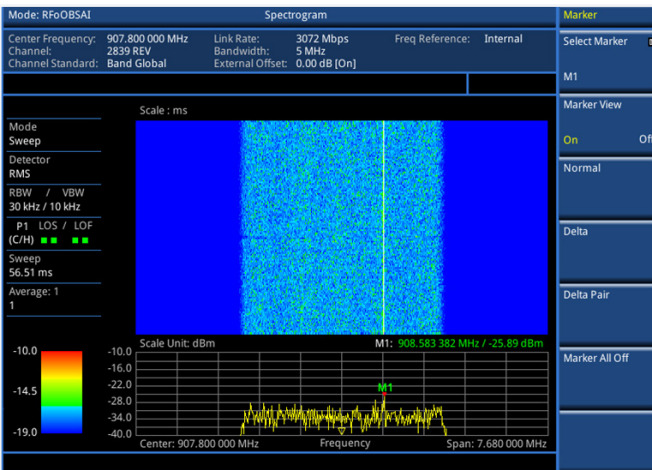 Mode: RFoOBSAI
Spectrogram
Marker
Center Frequency: 907.800 000 MHz
Link Rate: 3072 Mbps
Freq Reference: Internal
Channel: 2839 REV
Bandwidth: 5 MHz
Channel Standard: Band Global
External Offset: 0.00 dB [On]
Select Marker
M1
Scale : ms
Marker View
On Off
Mode
Sweep
Detector
RMS
Normal
RBW / VBW
30 kHz / 10 kHz
P1 LOS / LOF
(C/H)
Delta
Sweep
56.51 ms
Average: 1
1
Delta Pair
Scale Unit: dBm
M1: 908.583 382 MHz / -25.89 dBm
Marker All Off
-10.0
-14.5
-19.0
-10.0
-16.0
-22.0
-28.0
-34.0
-40.0
M1
Center: 907.800 000 MHz
Frequency
Span: 7.680 000 MHz